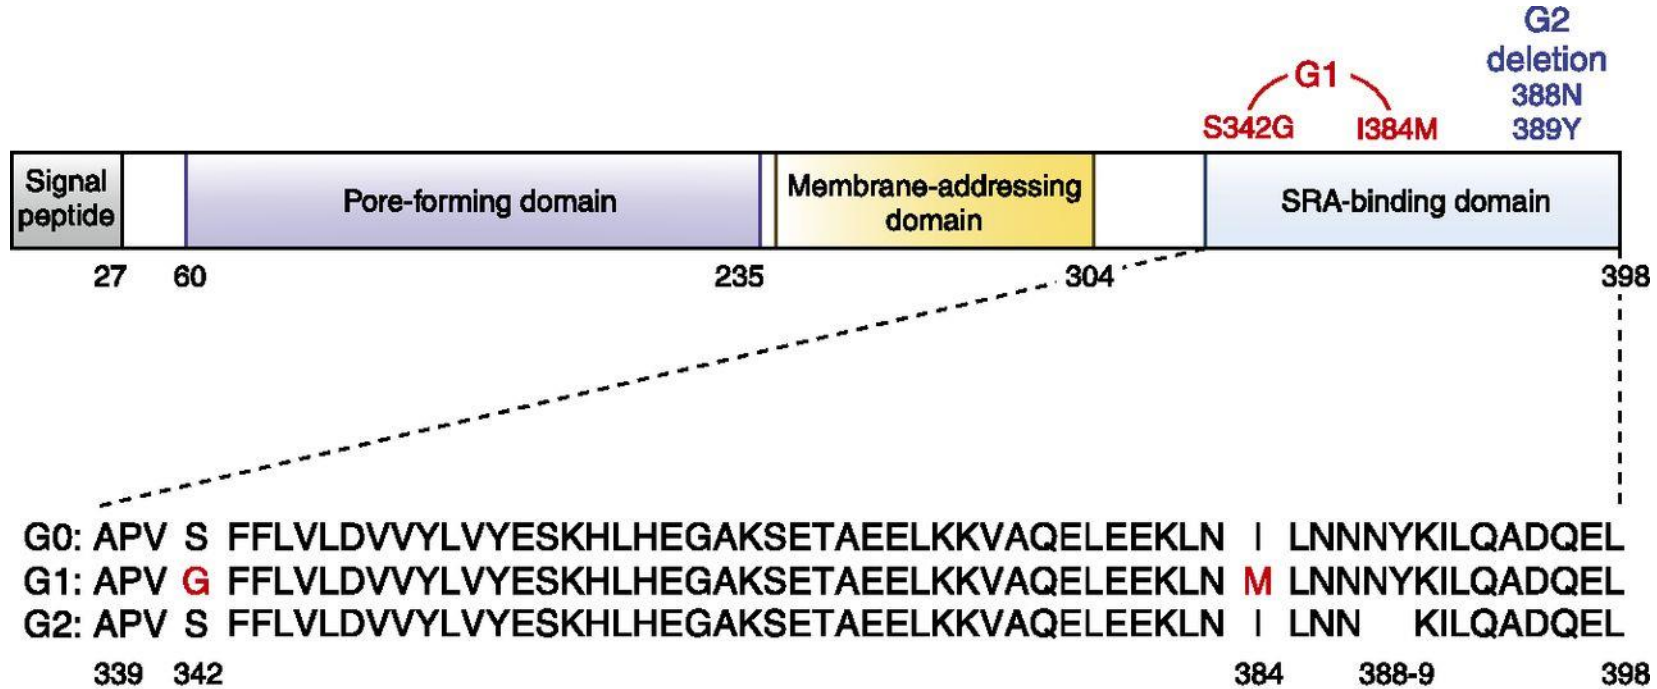 G2
deletion
388N
389Y
G1
S342G I384M
Signal
peptide
Pore-forming domain
Membrane-addressing
domain
SRA-binding domain
27 60 235 304 398
G0: APV S FFLVLDVVYLVYESKHLHEGAKSETAEELKKVAQELEEKLN I LNNNYKILQADQEL
G1: APV G FFLVLDVVYLVYESKHLHEGAKSETAEELKKVAQELEEKLN M LNNNYKILQADQEL
G2: APV S FFLVLDVVYLVYESKHLHEGAKSETAEELKKVAQELEEKLN I LNN KILQADQEL
339 342 384 388-9 398